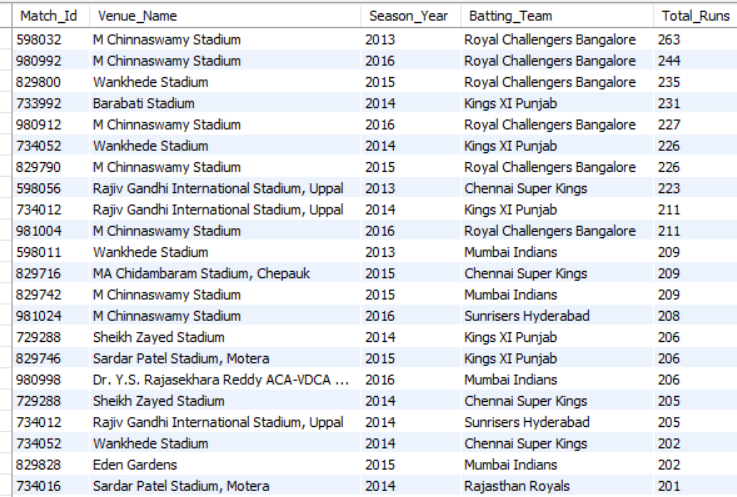 Match_Id Venue_Name Season_Year Batting_Team Total_Runs
598032 M Chinnaswamy Stadium 2013 Royal Challengers Bangalore 263
980992 M Chinnaswamy Stadium 2016 Royal Challengers Bangalore 244
829800 Wankhede Stadium 2015 Royal Challengers Bangalore 235
733992 Barabati Stadium 2014 Kings XI Punjab 231
980912 M Chinnaswamy Stadium 2016 Royal Challengers Bangalore 227
734052 Wankhede Stadium 2014 Kings XI Punjab 226
829790 M Chinnaswamy Stadium 2015 Royal Challengers Bangalore 226
598056 Rajiv Gandhi International Stadium, Uppal 2013 Chennai Super Kings 223
734012 Rajiv Gandhi International Stadium, Uppal 2014 Kings XI Punjab 211
981004 M Chinnaswamy Stadium 2016 Royal Challengers Bangalore 211
598011 Wankhede Stadium 2013 Mumbai Indians 209
829716 MA Chidambaram Stadium, Chepauk 2015 Chennai Super Kings 209
829742 M Chinnaswamy Stadium 2015 Mumbai Indians 209
981024 M Chinnaswamy Stadium 2016 Sunrisers Hyderabad 208
729288 Sheikh Zayed Stadium 2014 Kings XI Punjab 206
829746 Sardar Patel Stadium, Motera 2015 Kings XI Punjab 206
980998 Dr. Y.S. Rajasekhara Reddy ACA-VDCA ... 2016 Mumbai Indians 206
729288 Sheikh Zayed Stadium 2014 Chennai Super Kings 205
734012 Rajiv Gandhi International Stadium, Uppal 2014 Sunrisers Hyderabad 205
734052 Wankhede Stadium 2014 Chennai Super Kings 202
829828 Eden Gardens 2015 Mumbai Indians 202
734016 Sardar Patel Stadium, Motera 2014 Rajasthan Royals 201